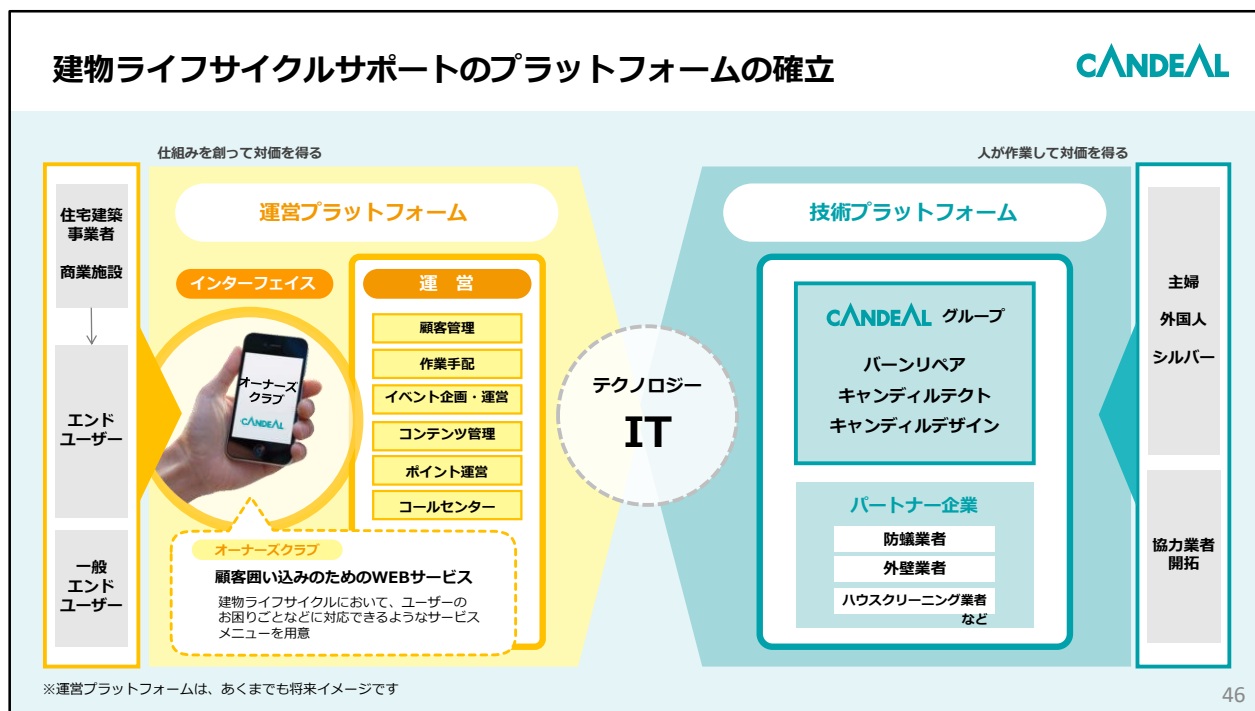 建物ライフサイクルサポートのプラットフォームの確立
CANDEAL
仕組みを創って対価を得る
人が作業して対価を得る
住宅建築
事業者
商業施設
エンド
ユーザー
一般
エンド
ユーザー
運営プラットフォーム
インターフェイス
オーナーズ
クラブ
CANDEAL
運 営
顧客管理
作業手配
イベント企画・運営
コンテンツ管理
ポイント運営
コールセンター
オーナーズクラブ
顧客囲い込みのためのWEBサービス
建物ライフサイクルにおいて、ユーザーの
お困りごとなどに対応できるようなサービス
メニューを用意
テクノロジー
IT
技術プラットフォーム
CANDEAL グループ
バーンリペア
キャンディルテクト
キャンディルデザイン
パートナー企業
防蟻業者
外壁業者
ハウスクリーニング業者
など
主婦
外国人
シルバー
協力業者
開拓
※運営プラットフォームは、あくまでも将来イメージです
46